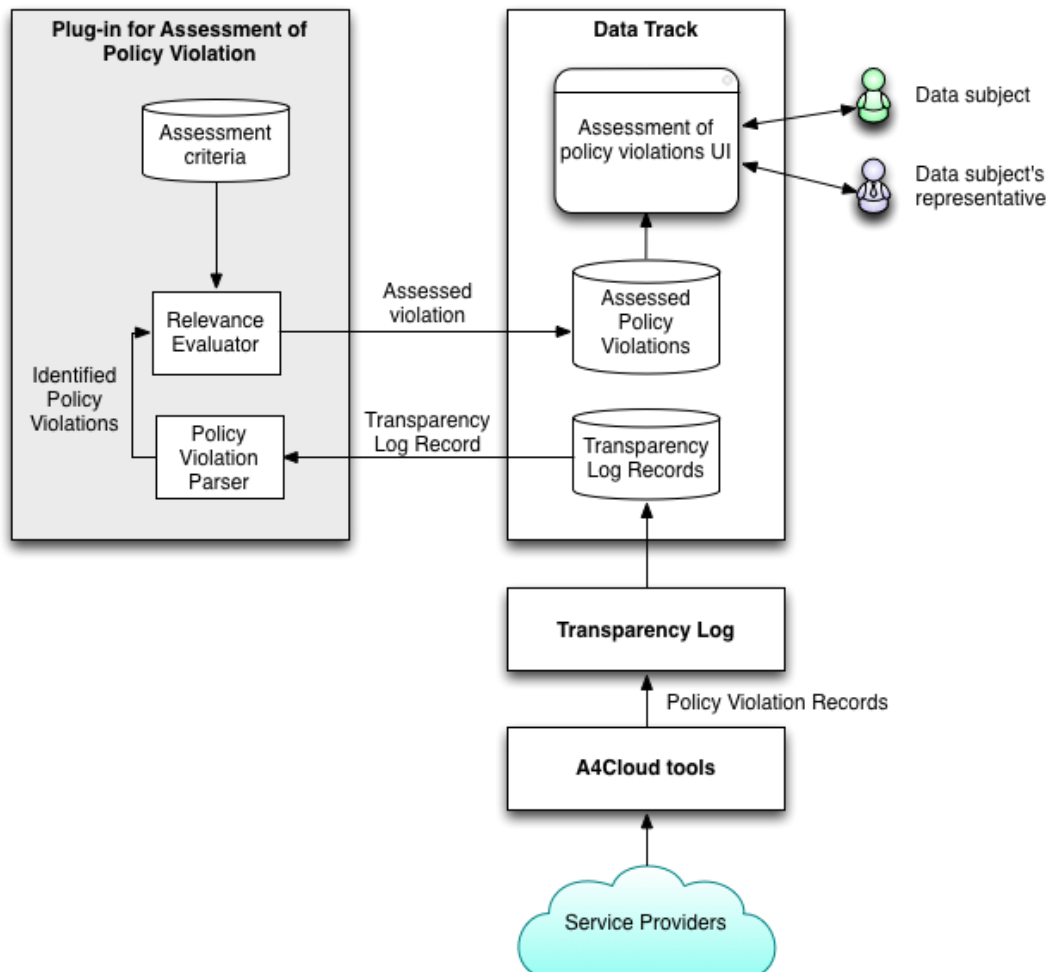 Plug-in for Assessment of
Policy Violation
Assessment
criteria
Relevance
Evaluator
Identified
Policy
Violations
Policy
Violation
Parser
Assessed
violation
Transparency
Log Record
Data Track
Assessment of
policy violations UI
Assessed
Policy
Violations
Transparency
Log Records
Data subject
Data subject's
representative
Transparency Log
Policy Violation Records
A4Cloud tools
Service Providers